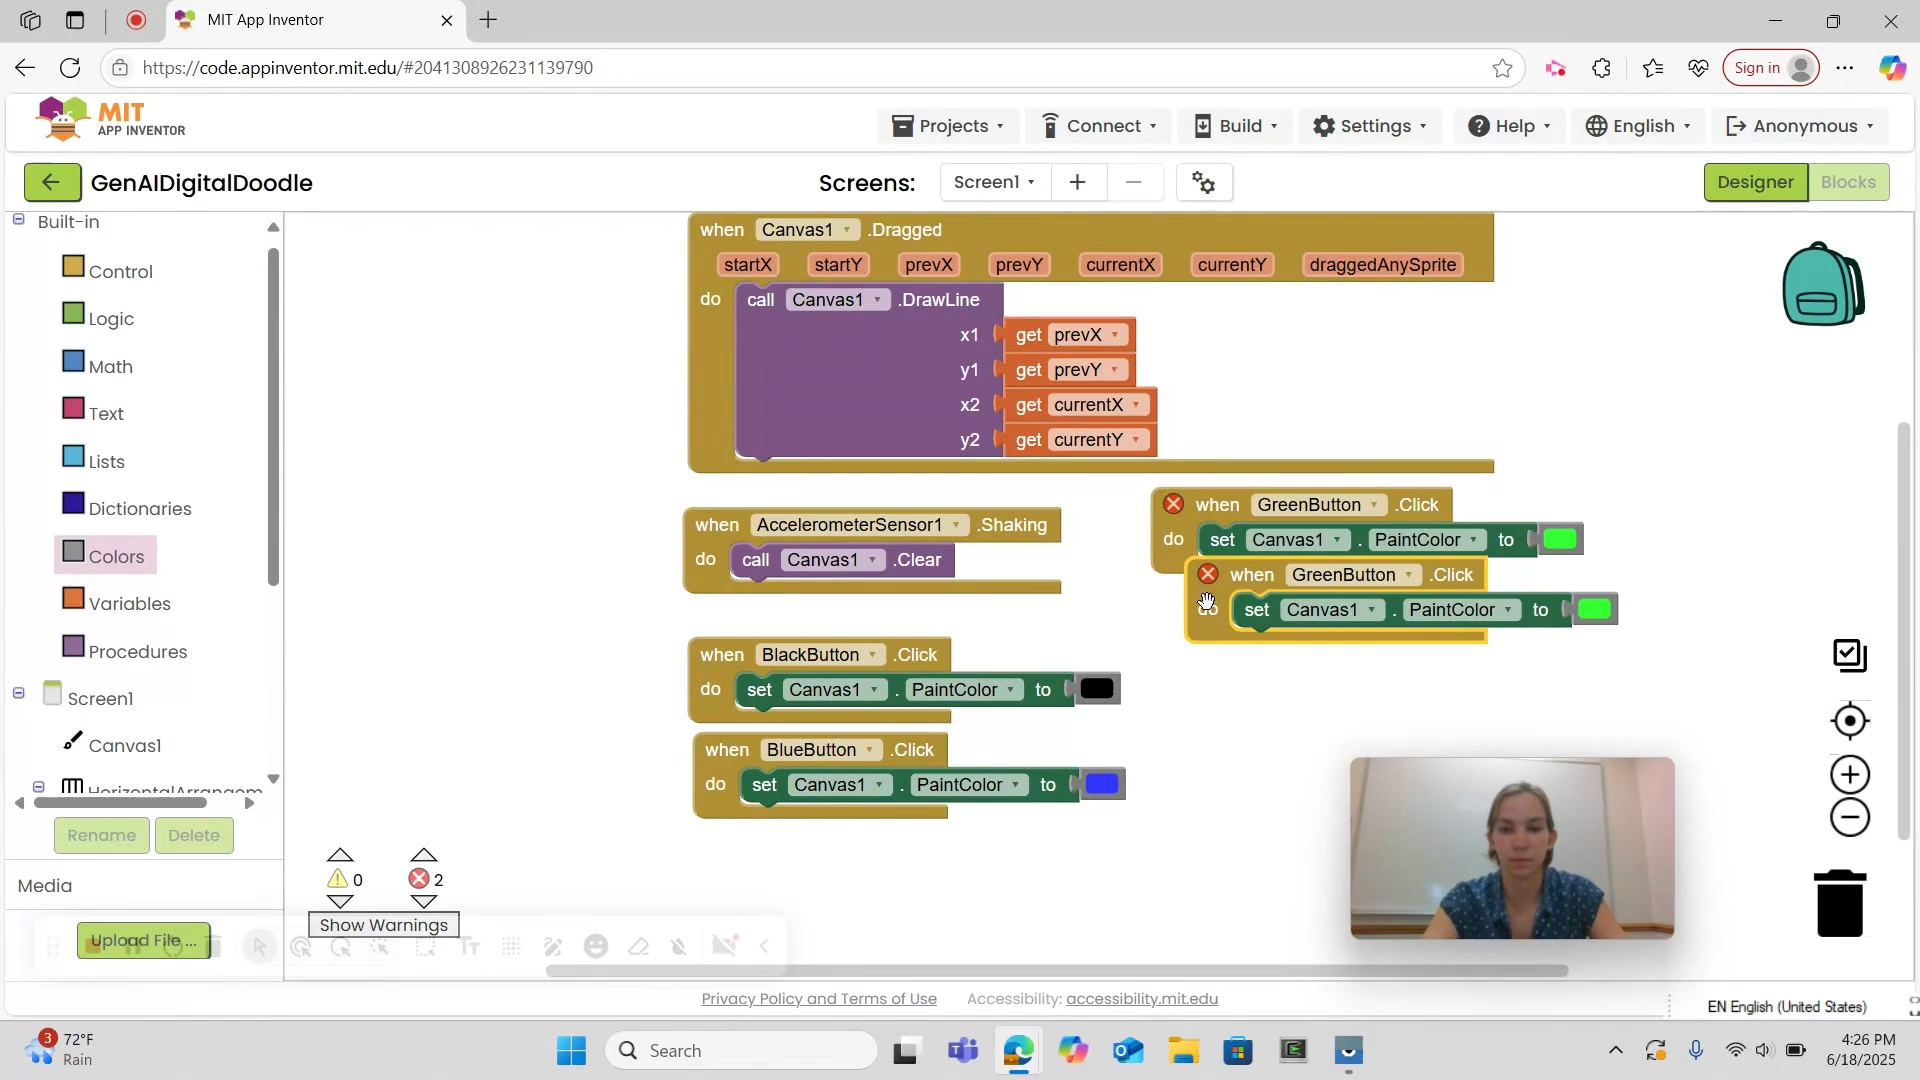 MIT App Inventor
https://code.appinventor.mit.edu/#2041308926231139790
Sign in
MIT
APP INVENTOR
Projects
Connect
Build
Settings
Help
English
Anonymous
GenAIDigitalDoodle
Screens:
Screen1
Designer
Blocks
Built-in
Control
Logic
Math
Text
Lists
Dictionaries
Colors
Variables
Procedures
Screen1
Canvas1
Rename
Delete
Media
Upload File ...
when Canvas1 .Dragged
startX startY prevX prevY currentX currentY draggedAnySprite
do call Canvas1 .DrawLine
x1 get prevX
y1 get prevY
x2 get currentX
y2 get currentY
when AccelerometerSensor1 .Shaking
do call Canvas1 .Clear
when GreenButton .Click
do set Canvas1 . PaintColor to
when GreenButton .Click
do set Canvas1 . PaintColor to
when BlackButton .Click
do set Canvas1 . PaintColor to
when BlueButton .Click
do set Canvas1 . PaintColor to
0
2
Show Warnings
Privacy Policy and Terms of Use
Accessibility: accessibility.mit.edu
EN English (United States)
3
72°F
Rain
Search
4:26 PM
6/18/2025